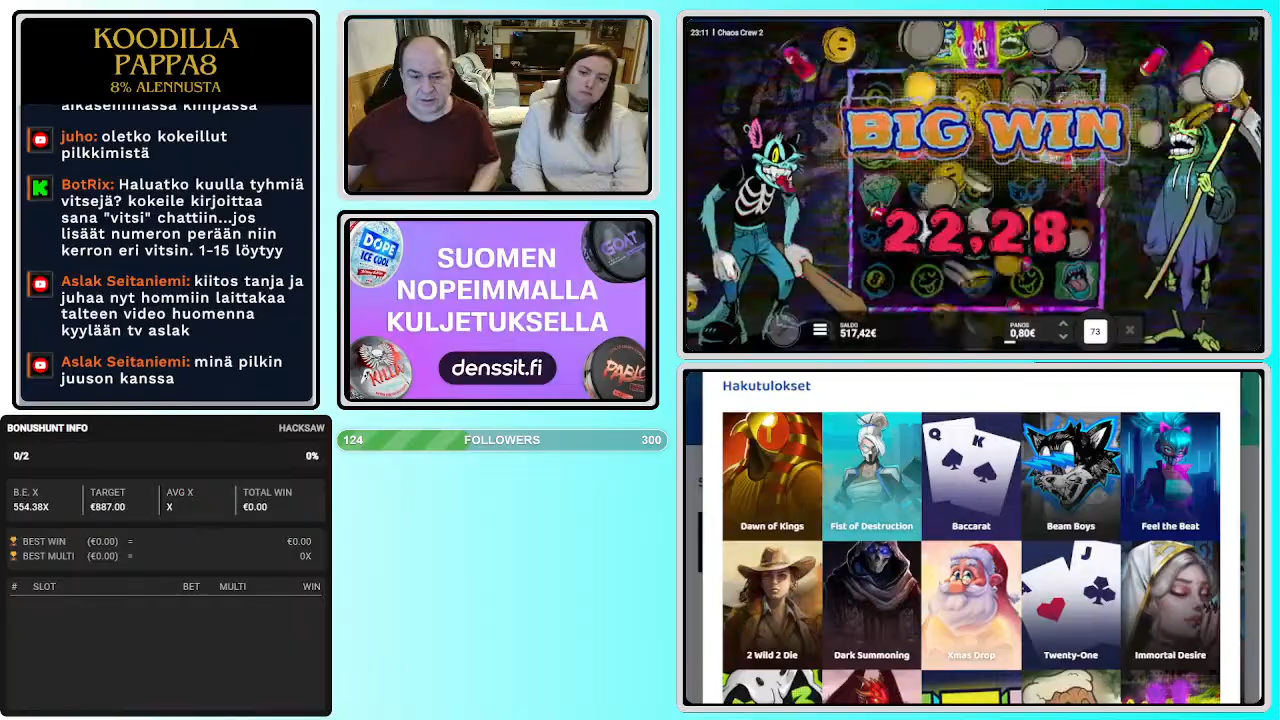 KOODILLA
PAPPA8
8% ALENNUSTA
aikasemmassa kimpassa
juho: oletko kokeillut
pilkkimistä
BotRix: Haluatko kuulla tyhmiä
vitsejä? kokeile kirjoittaa
sana "vitsi" chattiin...jos
lisäät numeron perään niin
kerron eri vitsin. 1-15 löytyy
Aslak Seitaniemi: kiitos tanja ja
juhaa nyt hommiin laittakaa
talteen video huomenna
kyylään tv aslak
Aslak Seitaniemi: minä pilkin
juuson kanssa
DOPE
ICE COOL
GOAT
SUOMEN
NOPEIMMALLA
KULJETUKSELLA
KILLA
denssit.fi
PABLO
124 FOLLOWERS 300
23:11 | Chaos Crew 2
BIG WIN
22,28
SALDO
517,42€
PANOS
0,80€
73
BONUSHUNT INFO HACKSAW
0/2 0%
B.E. X TARGET AVG X TOTAL WIN
554.38X €887.00 X €0.00
BEST WIN (€0.00) = €0.00
BEST MULTI (€0.00) = 0X
# SLOT BET MULTI WIN
Hakutulokset
Q K
Dawn of Kings Fist of Destruction Baccarat Beam Boys Feel the Beat
J
2 Wild 2 Die Dark Summoning Xmas Drop Twenty-One Immortal Desire